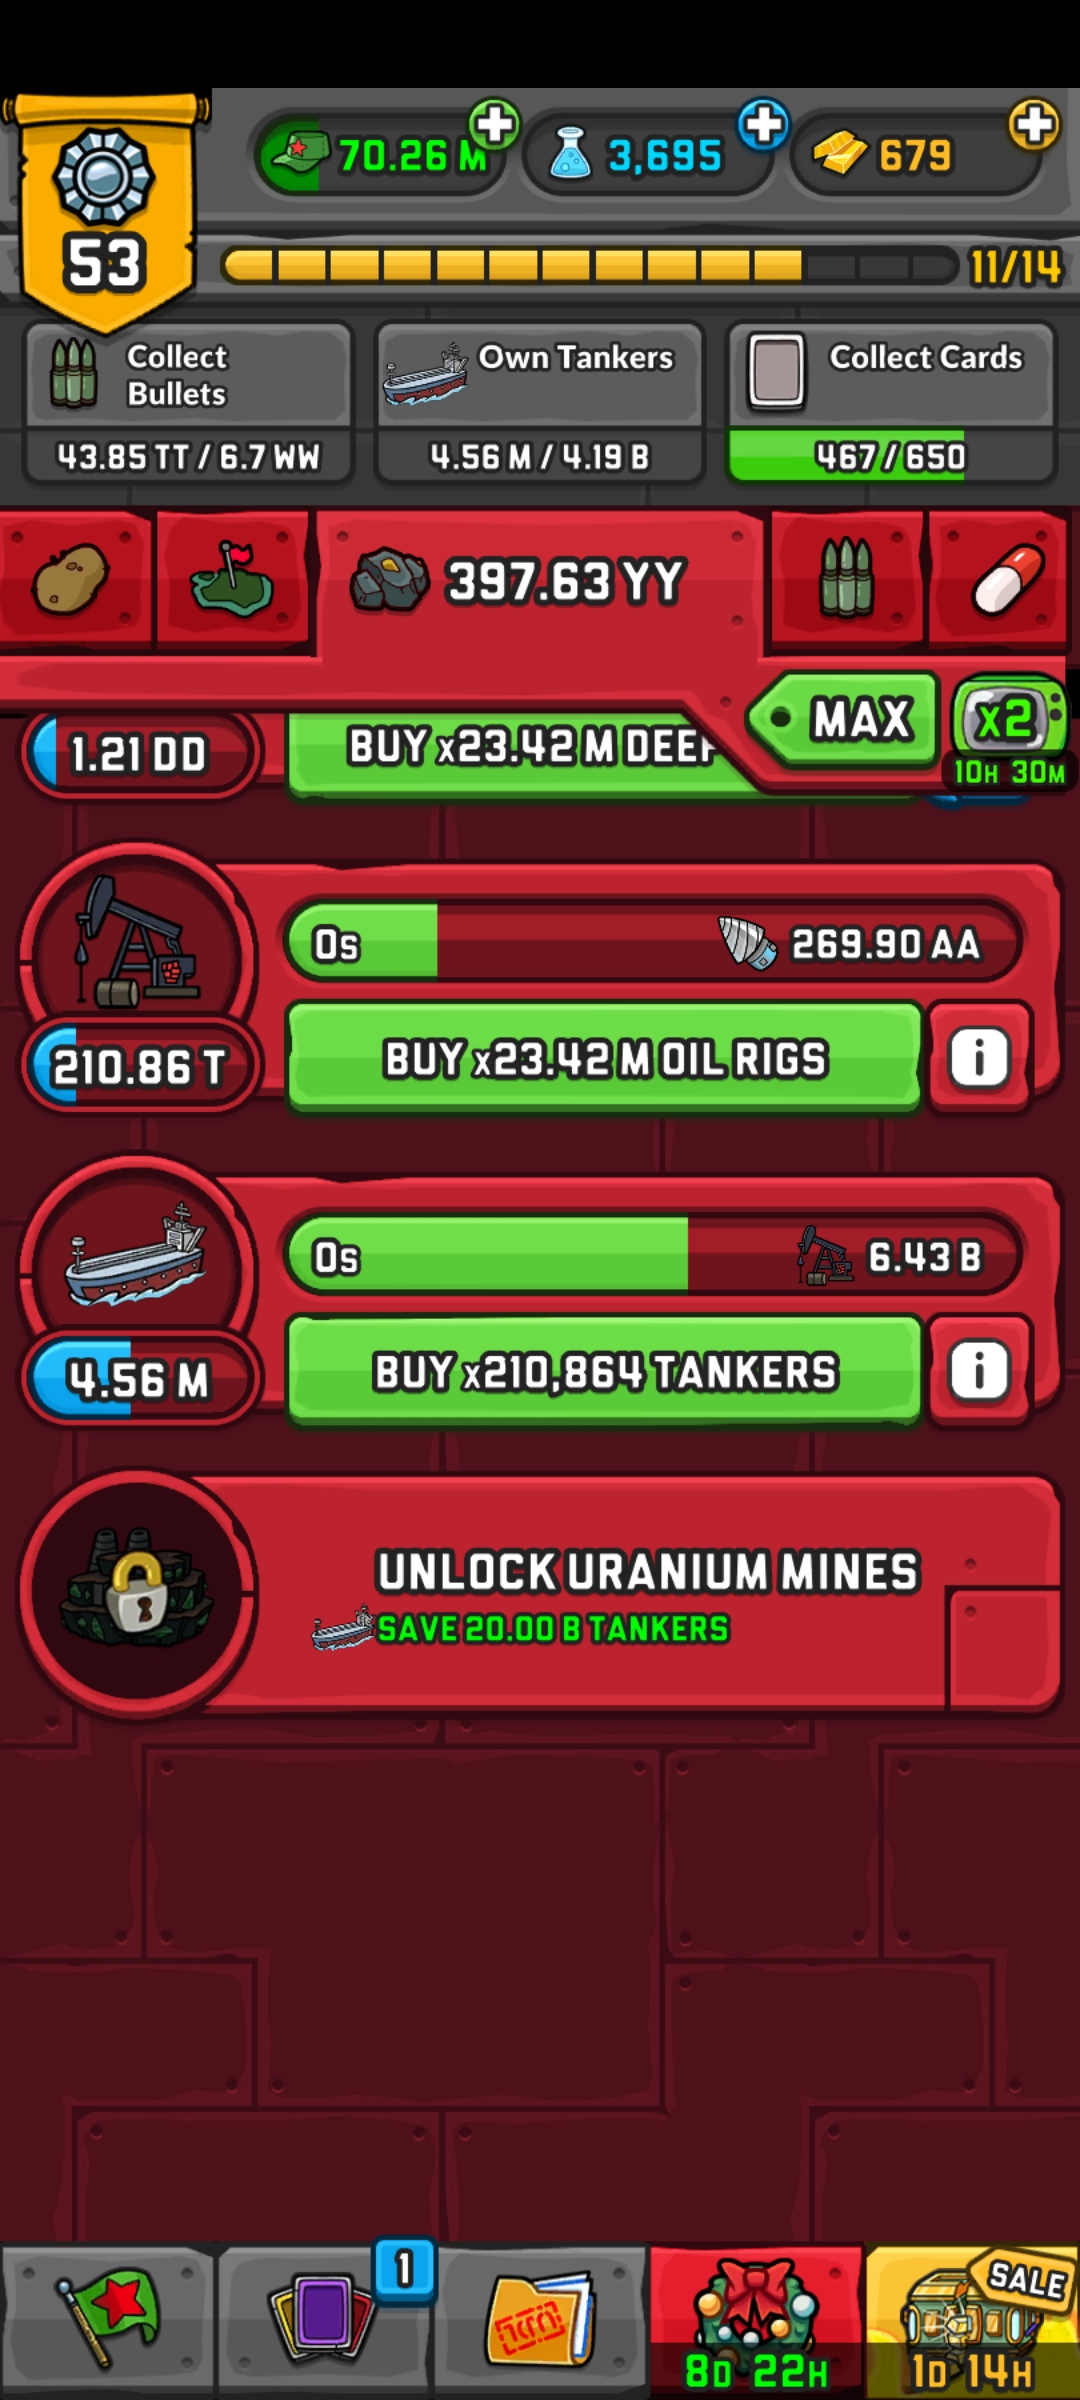 70.26 M
3,695
679
53
11/14
Collect
Bullets
43.85 TT / 6.7 WW
Own Tankers
4.56 M / 4.19 B
Collect Cards
467 / 650
397.63 YY
MAX
x2
10H 30M
1.21 DD
BUY x23.42 M DEEP
0s
269.90 AA
210.86 T
BUY x23.42 M OIL RIGS
i
0s
6.43 B
4.56 M
BUY x210,864 TANKERS
i
UNLOCK URANIUM MINES
SAVE 20.00 B TANKERS
1
8D 22H
SALE
1D 14H